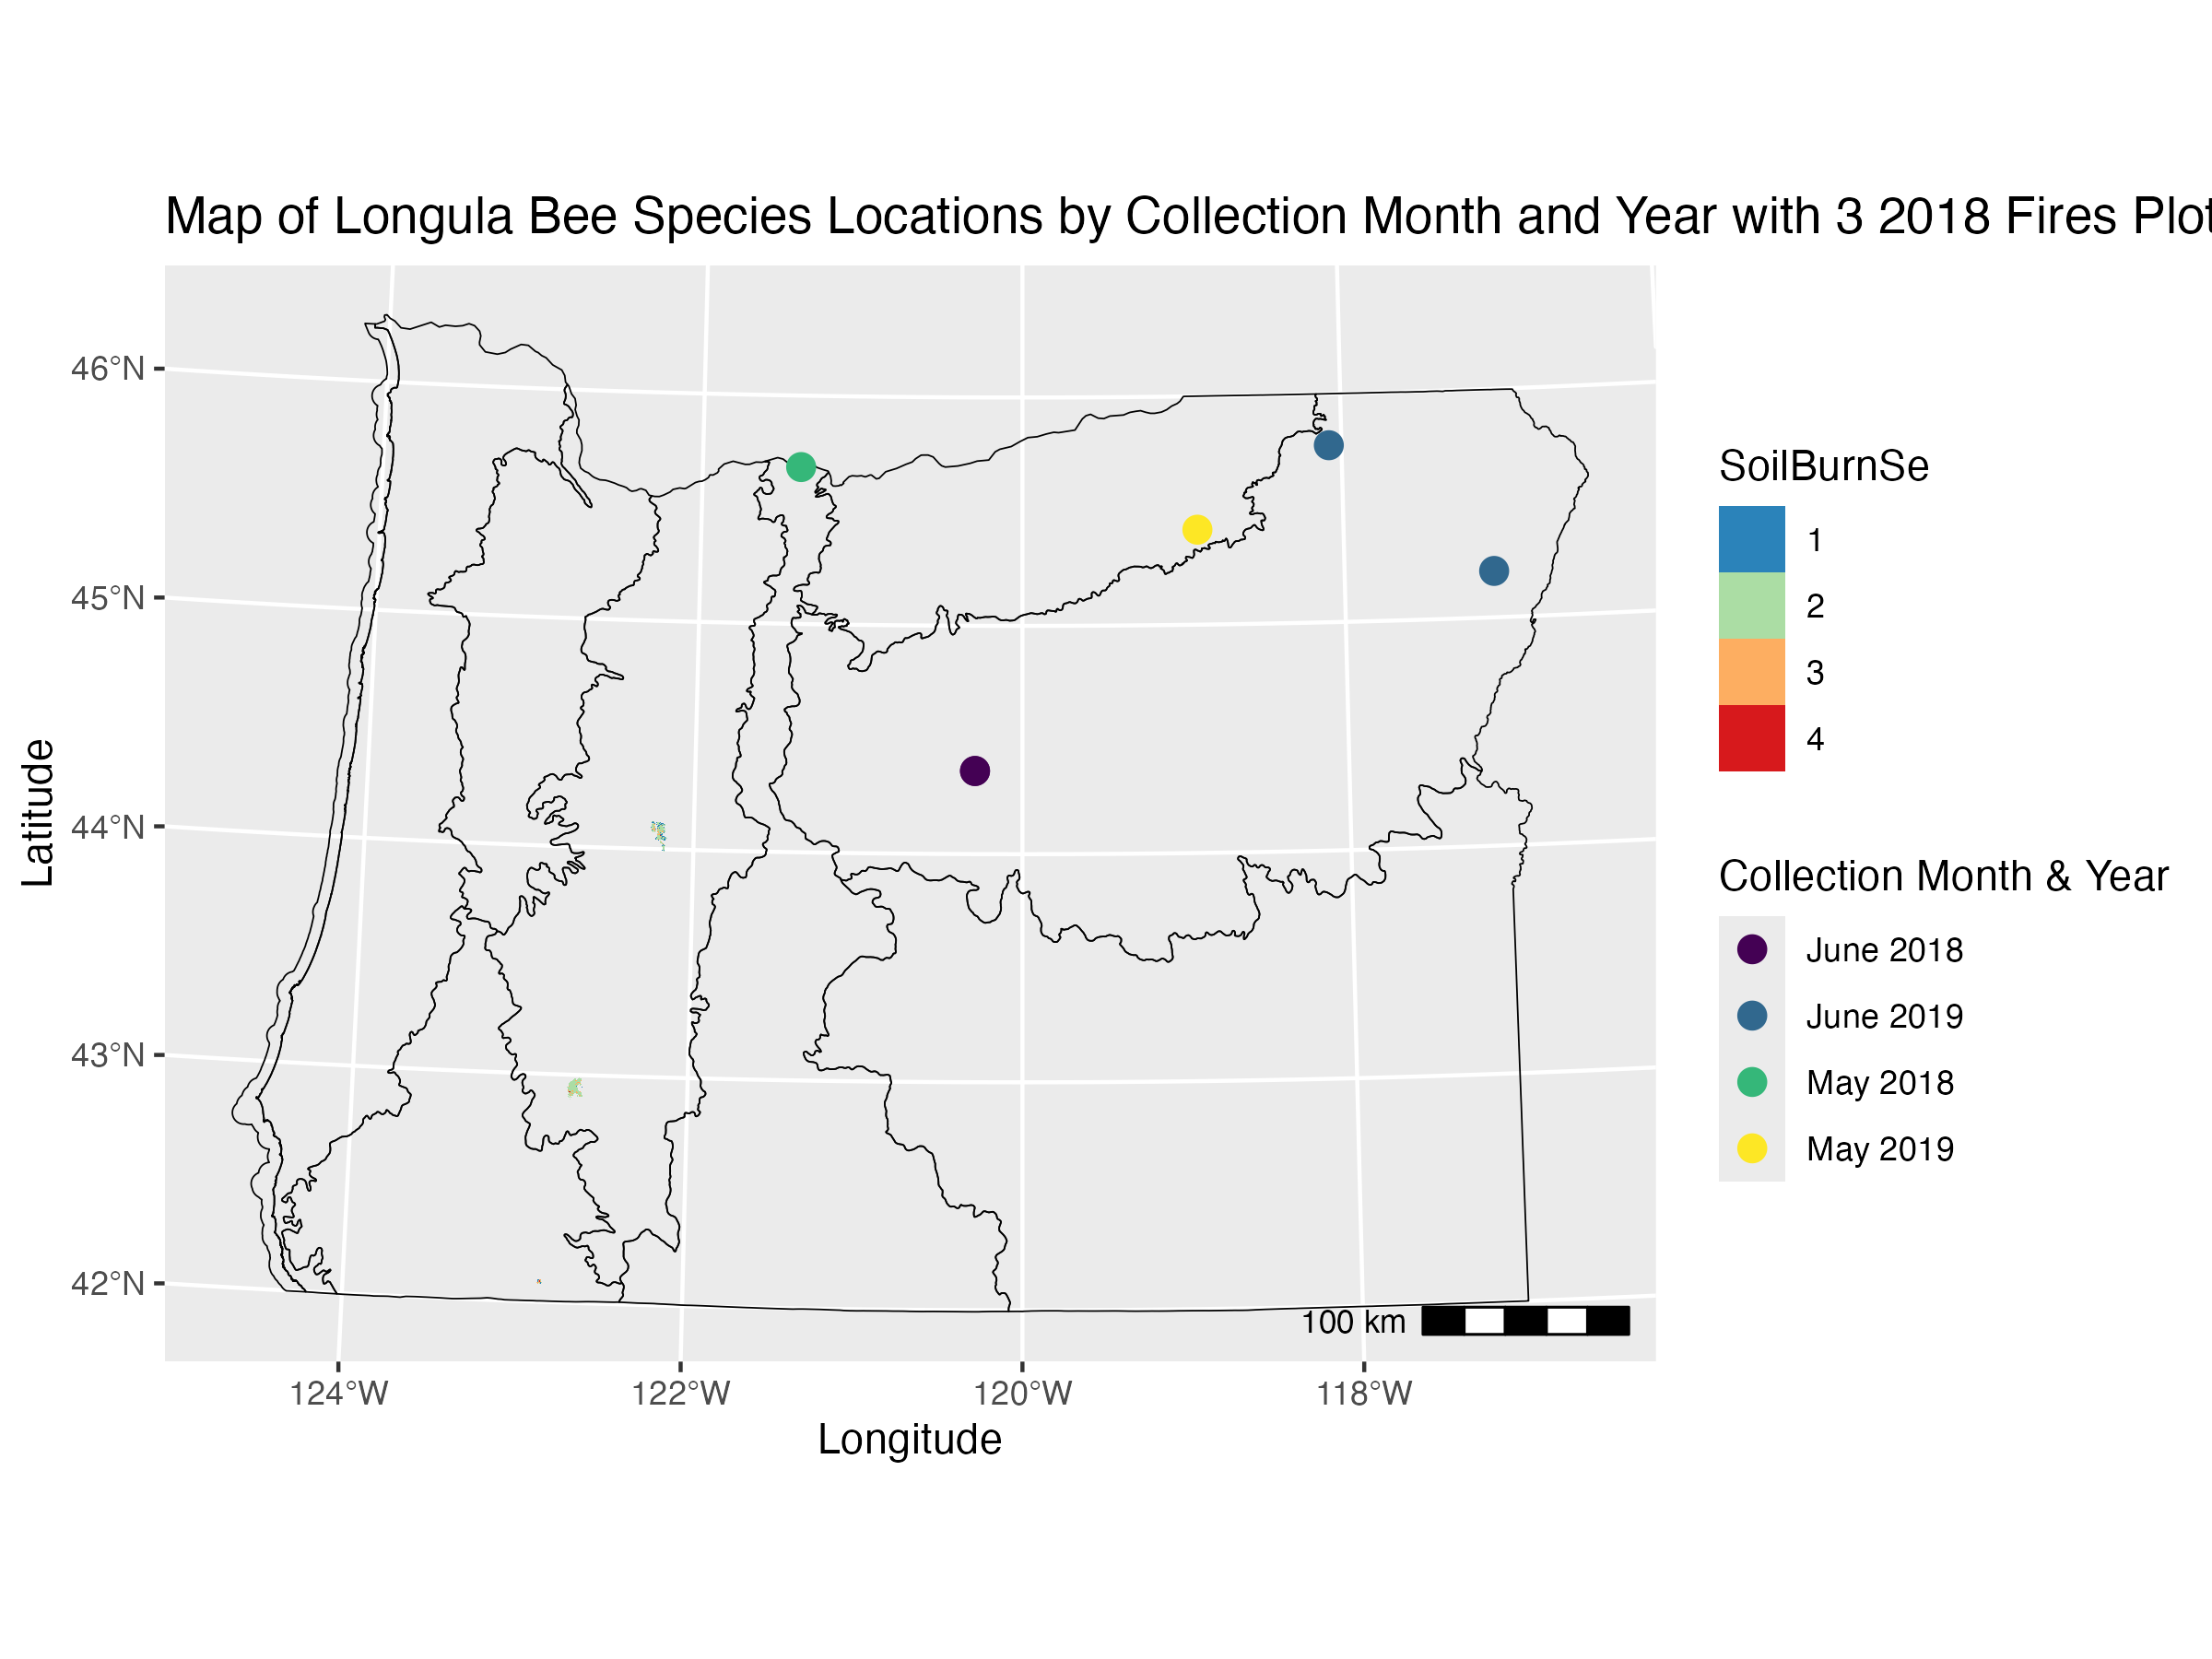 Map of Longula Bee Species Locations by Collection Month and Year with 3 2018 Fires Plot
46°N
45°N
44°N
43°N
42°N
Latitude
124°W
122°W
120°W
118°W
Longitude
100 km
SoilBurnSe
1
2
3
4
Collection Month & Year
June 2018
June 2019
May 2018
May 2019